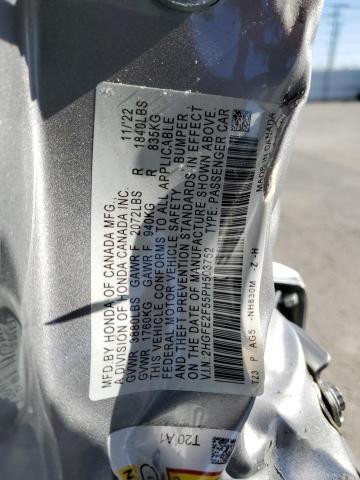 MFD. BY HONDA OF CANADA MFG.,
A DIVISION OF HONDA CANADA INC. 11/22
GVWR 3880LBS GAWR F 2072LBS R 1840LBS
GVWR 1760KG GAWR F 940KG R 835KG
THIS VEHICLE CONFORMS TO ALL APPLICABLE
FEDERAL MOTOR VEHICLE SAFETY BUMPER
AND THEFT PREVENTION STANDARDS IN EFFECT
ON THE DATE OF MANUFACTURE SHOWN ABOVE.
V.I.N. TYPE: PASSENGER CAR
MADE IN CANADA
T23 P AG5 -NH830M -Z -H
T20 A1